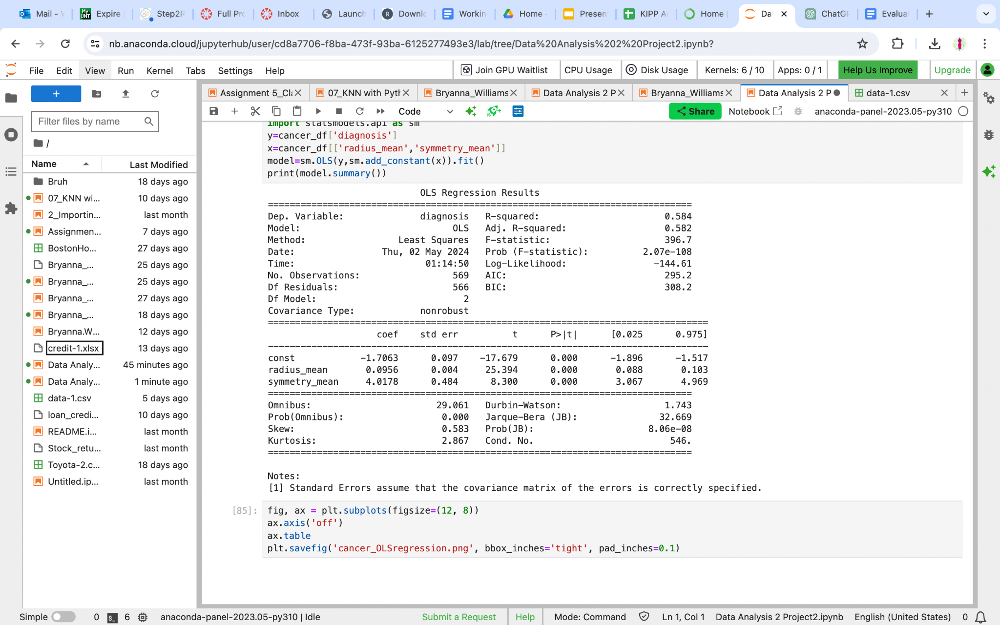 Mail - V
Expire
Step2R
Full Pro
Inbox
Launch
Downlo
Workin
Home -
Presen
KIPP A
Home |
Da
ChatGP
Evalua
nb.anaconda.cloud/jupyterhub/user/cd8a7706-f8ba-473f-93ba-6125277493e3/lab/tree/Data%20Analysis%202%20Project2.ipynb?
File Edit View Run Kernel Tabs Settings Help
Join GPU Waitlist
CPU Usage
Disk Usage
Kernels: 6 / 10
Apps: 0 / 1
Help Us Improve
Upgrade
Assignment 5_Cla
07_KNN with Pyth
Bryanna_Williams
Data Analysis 2 P
Bryanna_Williams
Data Analysis 2 P
data-1.csv
Code
Share
Notebook
anaconda-panel-2023.05-py310
Filter files by name
/
Name Last Modified
Bruh 18 days ago
07_KNN wi... 10 days ago
2_Importin... last month
Assignmen... 7 days ago
BostonHo... 27 days ago
Bryanna_... 25 days ago
Bryanna_... 25 days ago
Bryanna_... 27 days ago
Bryanna_... 18 days ago
Bryanna.W... 12 days ago
credit-1.xlsx 13 days ago
Data Analy... 45 minutes ago
Data Analy... 1 minute ago
data-1.csv 5 days ago
loan_credi... 10 days ago
README.i... last month
Stock_retu... last month
Toyota-2.c... 18 days ago
Untitled.ip... last month
import statsmodels.api as sm
y=cancer_df['diagnosis']
x=cancer_df[['radius_mean','symmetry_mean']]
model=sm.OLS(y,sm.add_constant(x)).fit()
print(model.summary())
OLS Regression Results
==============================================================================
Dep. Variable: diagnosis R-squared: 0.584
Model: OLS Adj. R-squared: 0.582
Method: Least Squares F-statistic: 396.7
Date: Thu, 02 May 2024 Prob (F-statistic): 2.07e-108
Time: 01:14:50 Log-Likelihood: -144.61
No. Observations: 569 AIC: 295.2
Df Residuals: 566 BIC: 308.2
Df Model: 2
Covariance Type: nonrobust
=================================================================================
coef std err t P>|t| [0.025 0.975]
---------------------------------------------------------------------------------
const -1.7063 0.097 -17.679 0.000 -1.896 -1.517
radius_mean 0.0956 0.004 25.394 0.000 0.088 0.103
symmetry_mean 4.0178 0.484 8.300 0.000 3.067 4.969
==============================================================================
Omnibus: 29.061 Durbin-Watson: 1.743
Prob(Omnibus): 0.000 Jarque-Bera (JB): 32.669
Skew: 0.583 Prob(JB): 8.06e-08
Kurtosis: 2.867 Cond. No. 546.
==============================================================================
Notes:
[1] Standard Errors assume that the covariance matrix of the errors is correctly specified.
[85]:
fig, ax = plt.subplots(figsize=(12, 8))
ax.axis('off')
ax.table
plt.savefig('cancer_OLSregression.png', bbox_inches='tight', pad_inches=0.1)
Simple 0 6 anaconda-panel-2023.05-py310 | Idle Submit a Request Help Mode: Command Ln 1, Col 1 Data Analysis 2 Project2.ipynb English (United States) 0